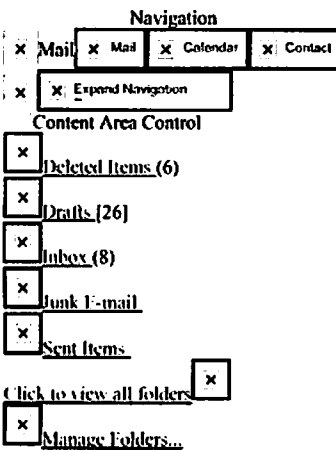 Navigation
Mail Mail Calendar Contact
Expand Navigation
Content Area Control
Deleted Items (6)
Drafts [26]
Inbox (8)
Junk E-mail
Sent Items
Click to view all folders
Manage Folders...